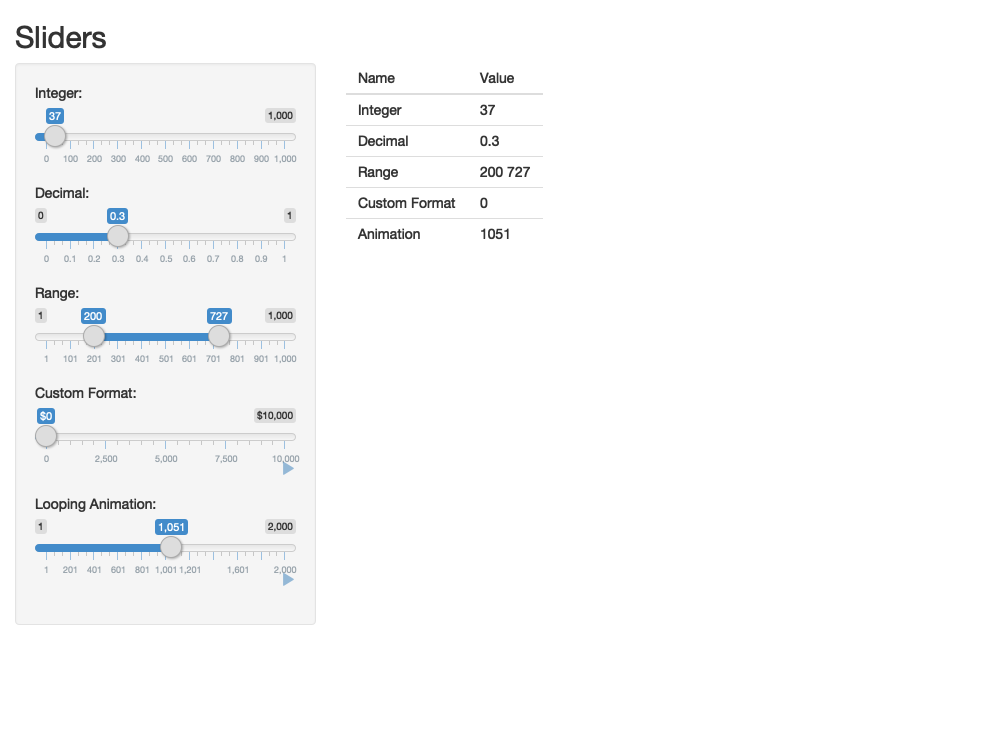 Sliders
Integer:
37 1,000
0 100 200 300 400 500 600 700 800 900 1,000
Decimal:
0 0.3 1
0 0.1 0.2 0.3 0.4 0.5 0.6 0.7 0.8 0.9 1
Range:
1 200 727 1,000
1 101 201 301 401 501 601 701 801 901 1,000
Custom Format:
$0 $10,000
0 2,500 5,000 7,500 10,000
Looping Animation:
1 1,051 2,000
1 201 401 601 801 1,001 1,201 1,601 2,000
Name Value
Integer 37
Decimal 0.3
Range 200 727
Custom Format 0
Animation 1051